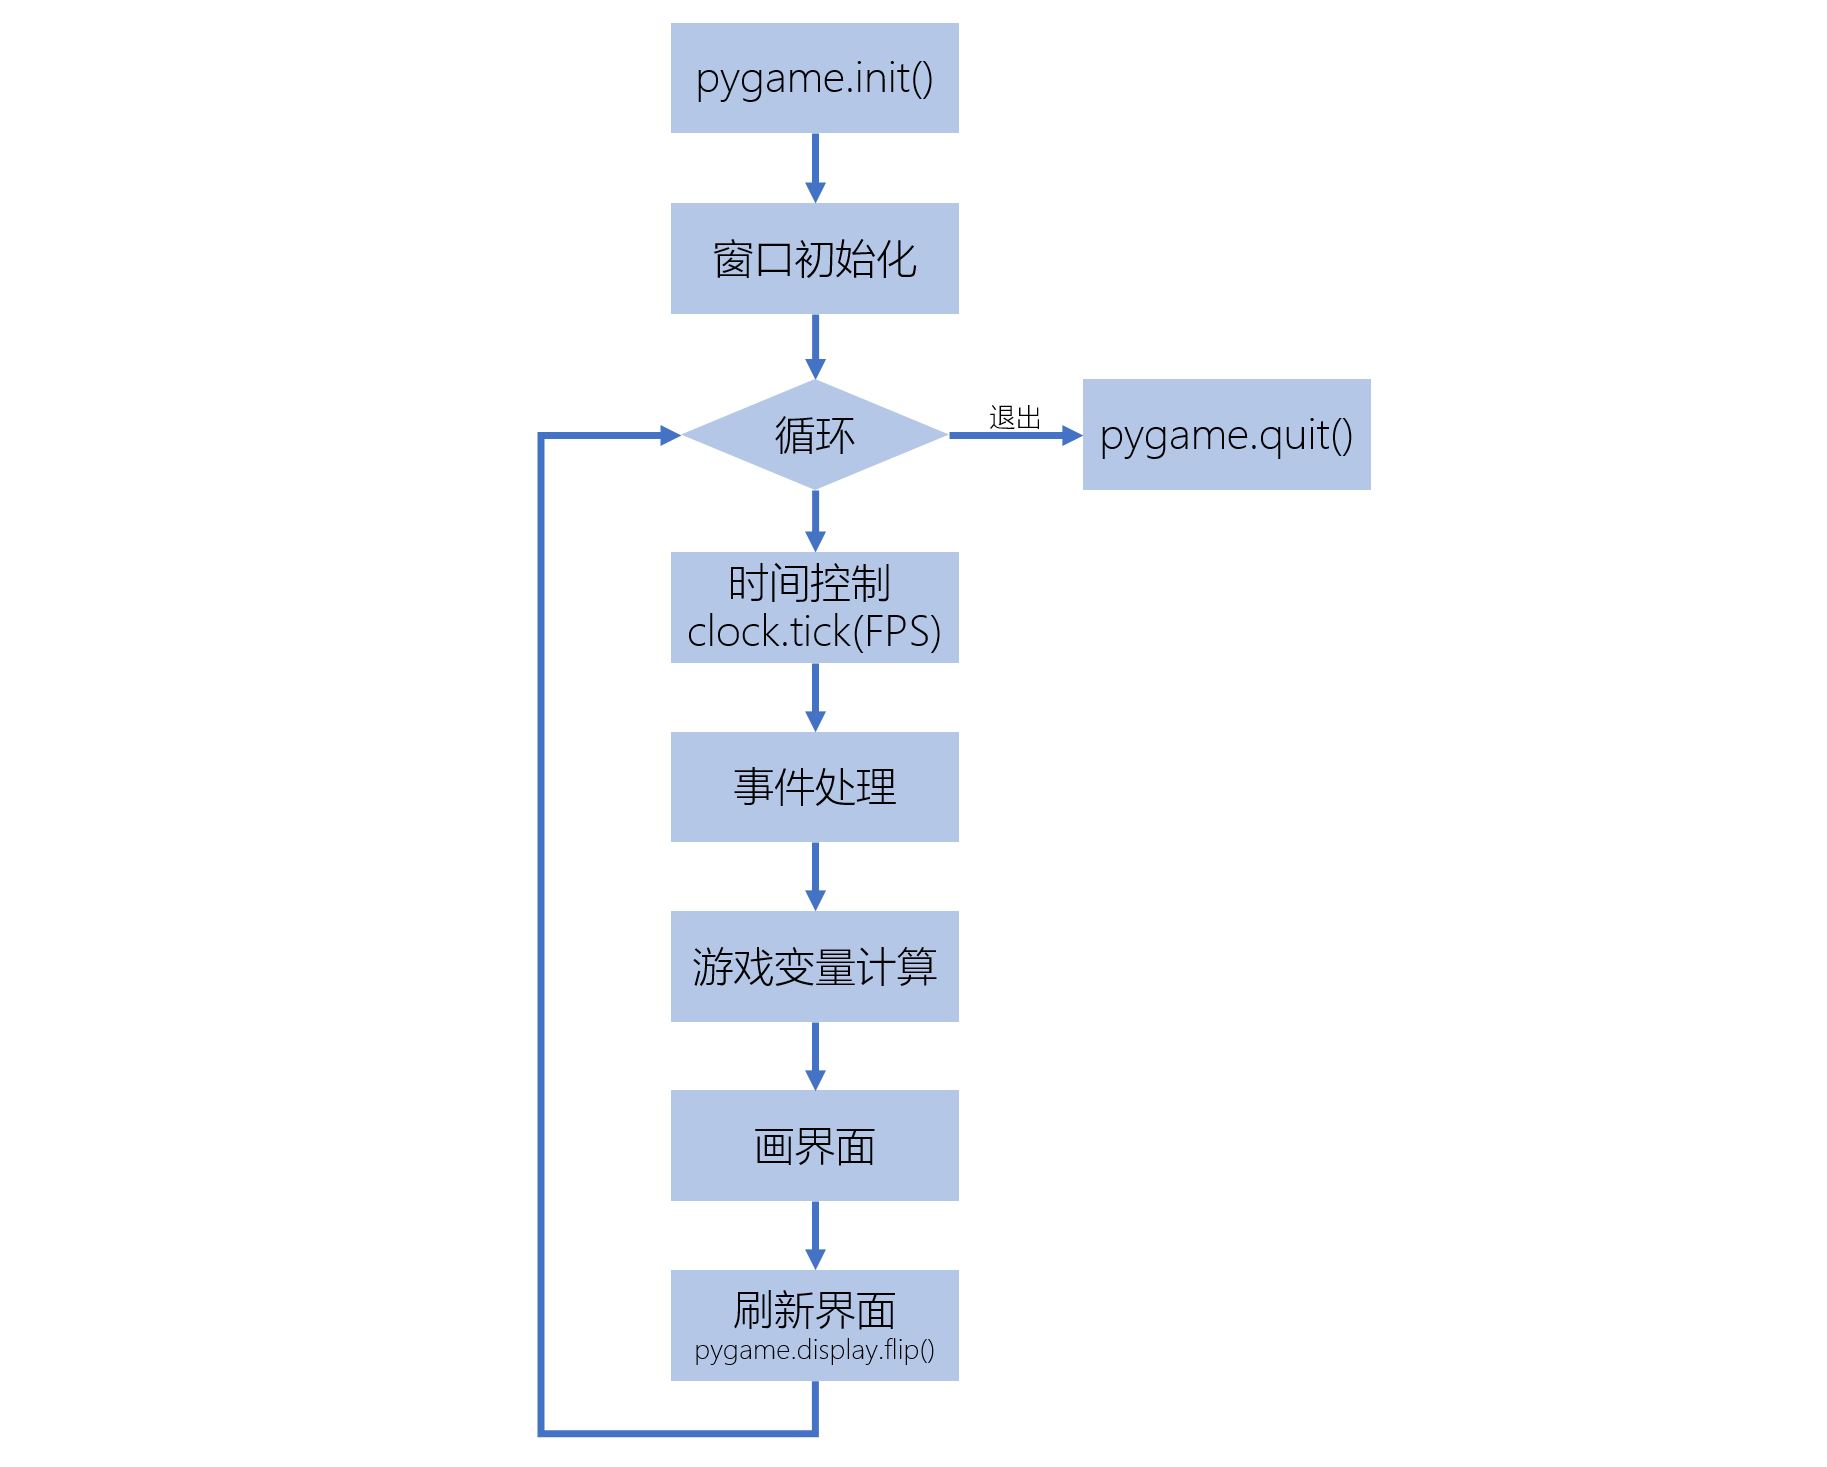 pygame.init()
窗口初始化
循环
退出
pygame.quit()
时间控制
clock.tick(FPS)
事件处理
游戏变量计算
画界面
刷新界面
pygame.display.flip()